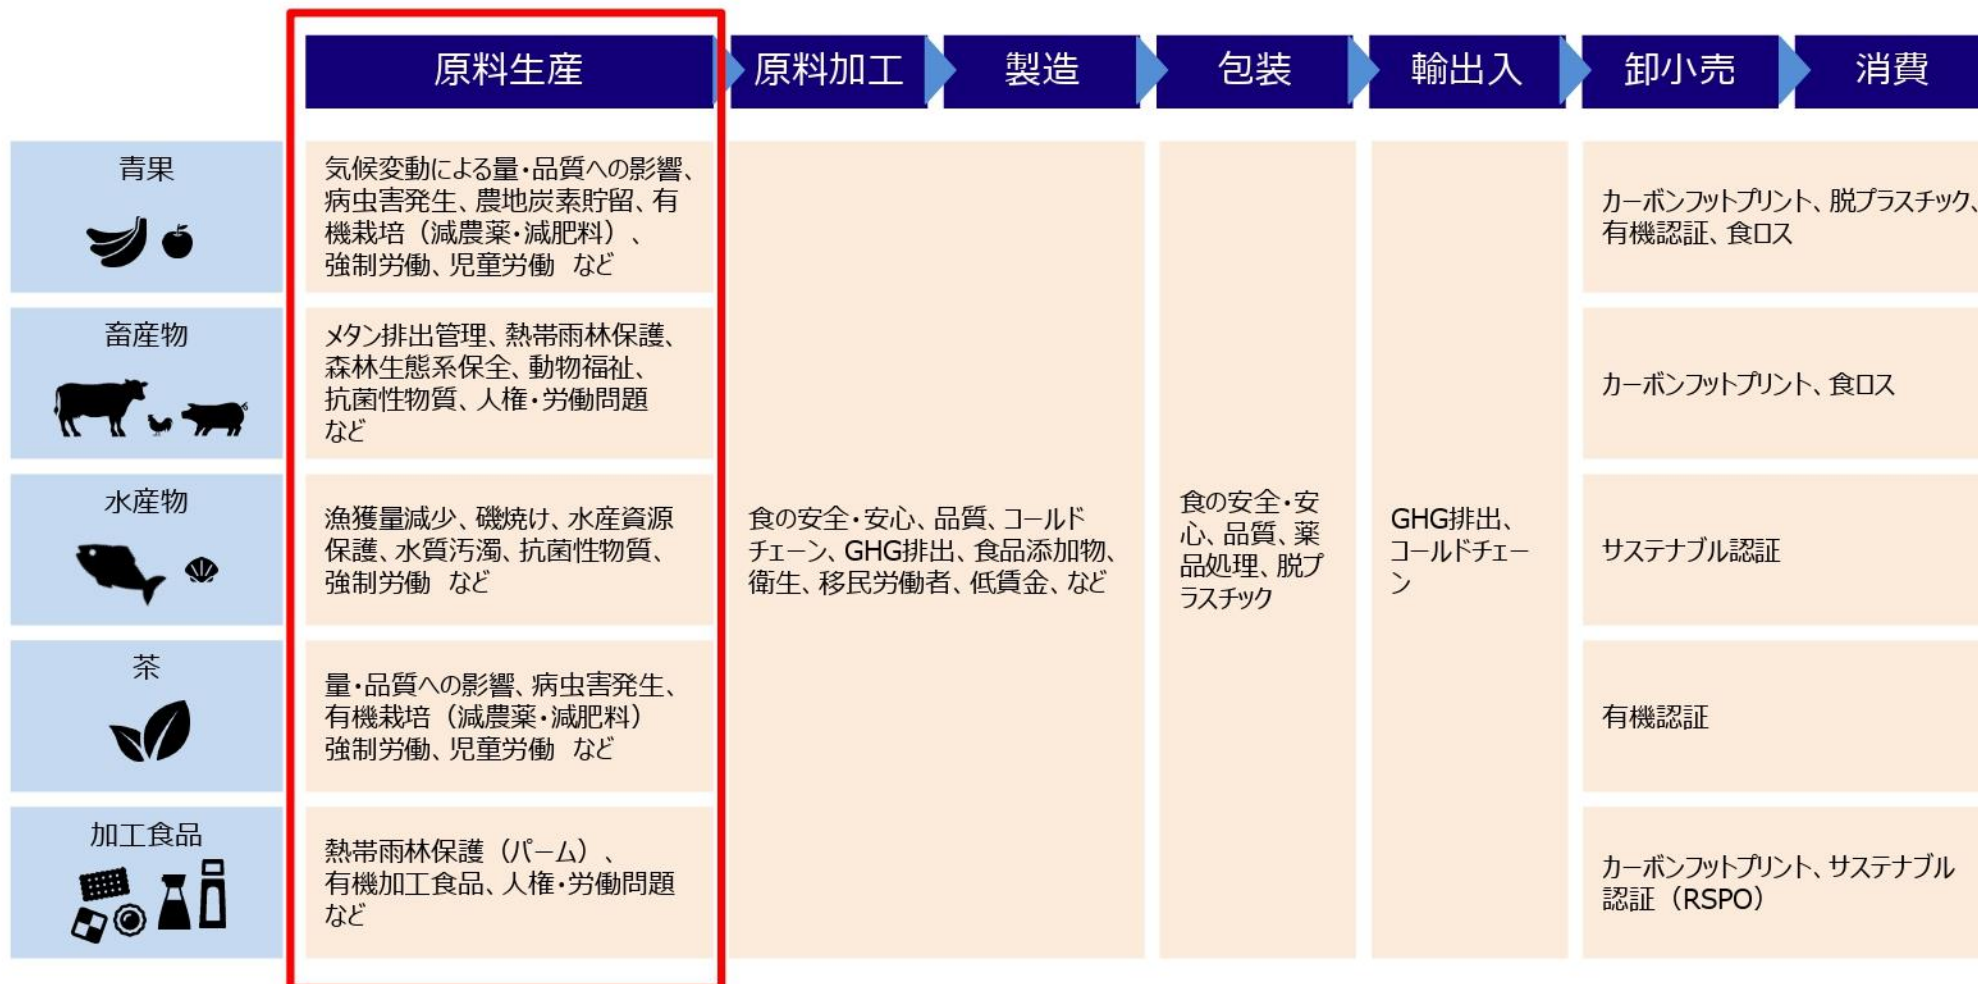 原料生産
原料加工
製造
包装
輸出入
卸小売
消費
青果
気候変動による量・品質への影響、
病虫害発生、農地炭素貯留、有
機栽培（減農薬・減肥料）、
強制労働、児童労働 など
カーボンフットプリント、脱プラスチック、
有機認証、食ロス
畜産物
メタン排出管理、熱帯雨林保護、
森林生態系保全、動物福祉、
抗菌性物質、人権・労働問題
など
カーボンフットプリント、食ロス
水産物
漁獲量減少、磯焼け、水産資源
保護、水質汚濁、抗菌性物質、
強制労働 など
食の安全・安心、品質、コールド
チェーン、GHG排出、食品添加物、
衛生、移民労働者、低賃金、など
食の安全・安
心、品質、薬
品処理、脱プ
ラスチック
GHG排出、
コールドチェー
ン
サステナブル認証
茶
量・品質への影響、病虫害発生、
有機栽培（減農薬・減肥料）
強制労働、児童労働 など
有機認証
加工食品
熱帯雨林保護（パーム）、
有機加工食品、人権・労働問題
など
カーボンフットプリント、サステナブル
認証（RSPO）